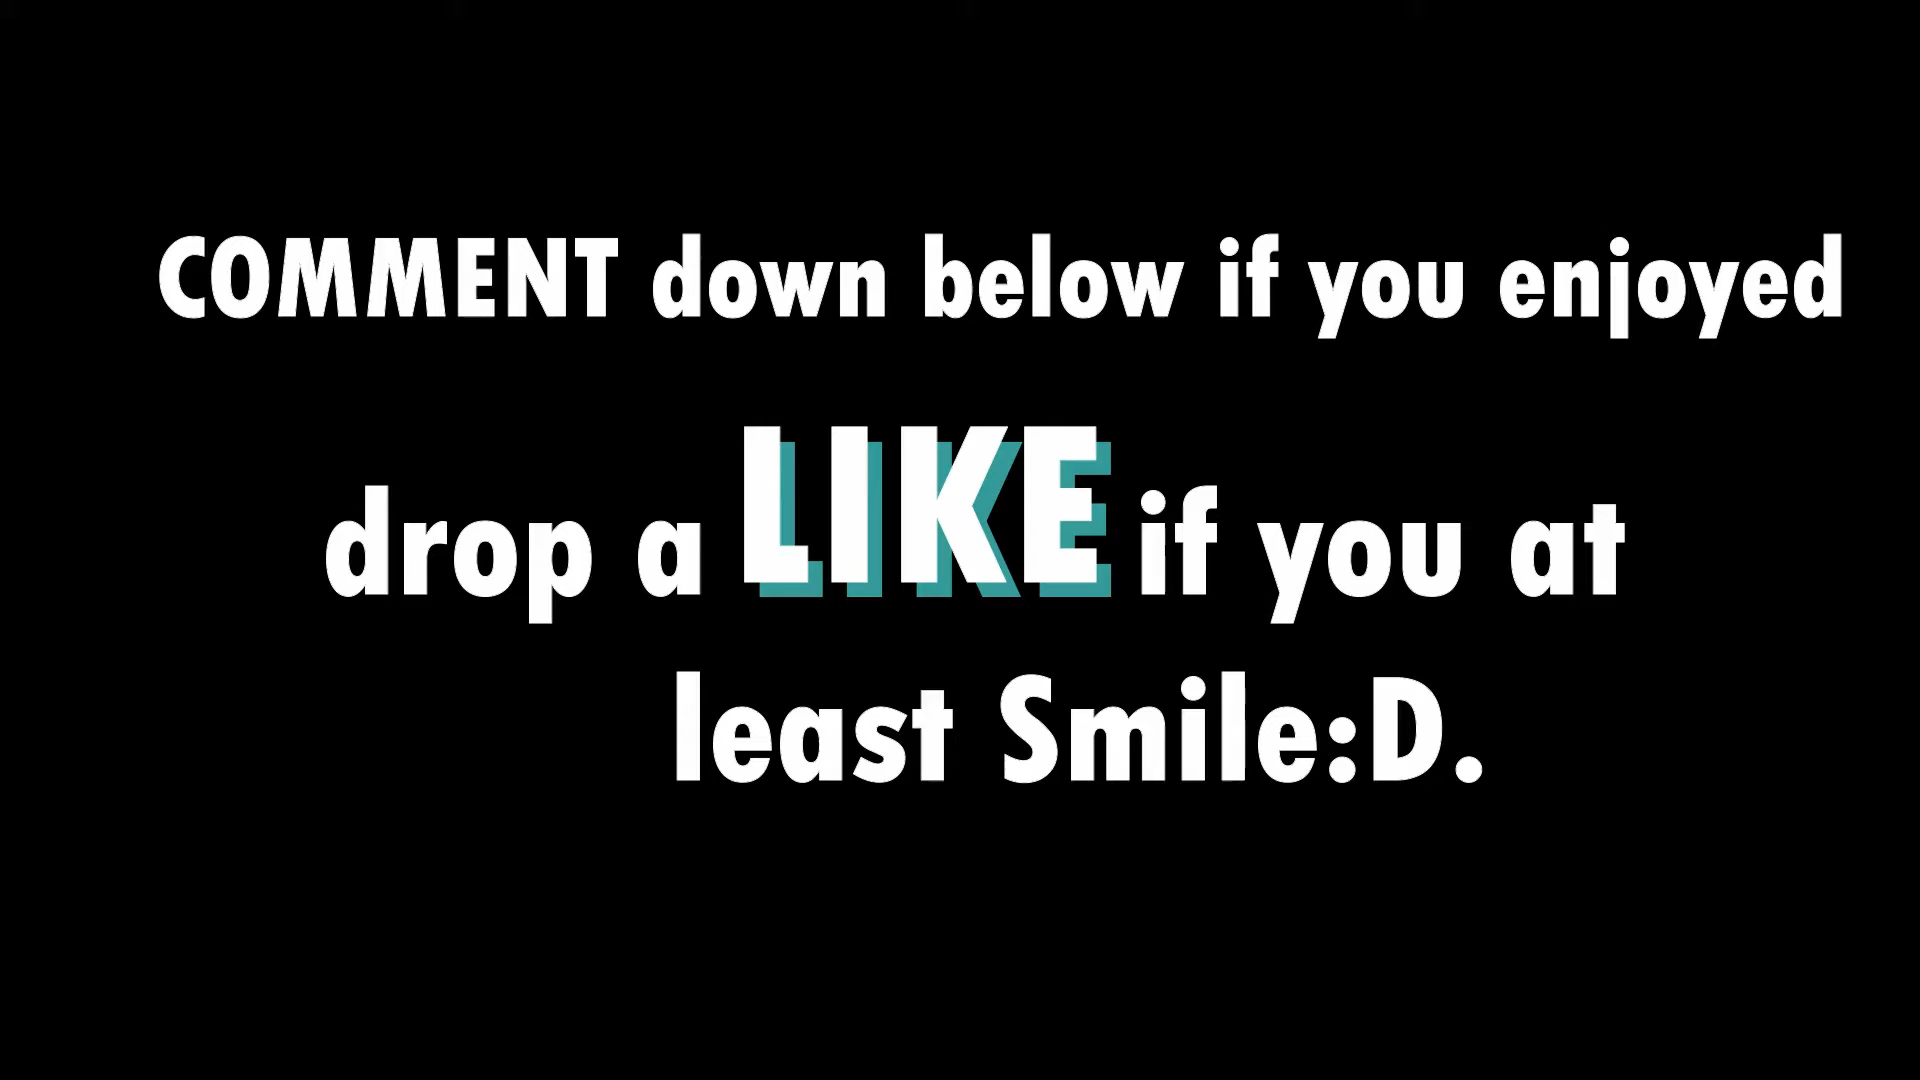 COMMENT down below if you enjoyed
drop a LIKE if you at
least Smile:D.